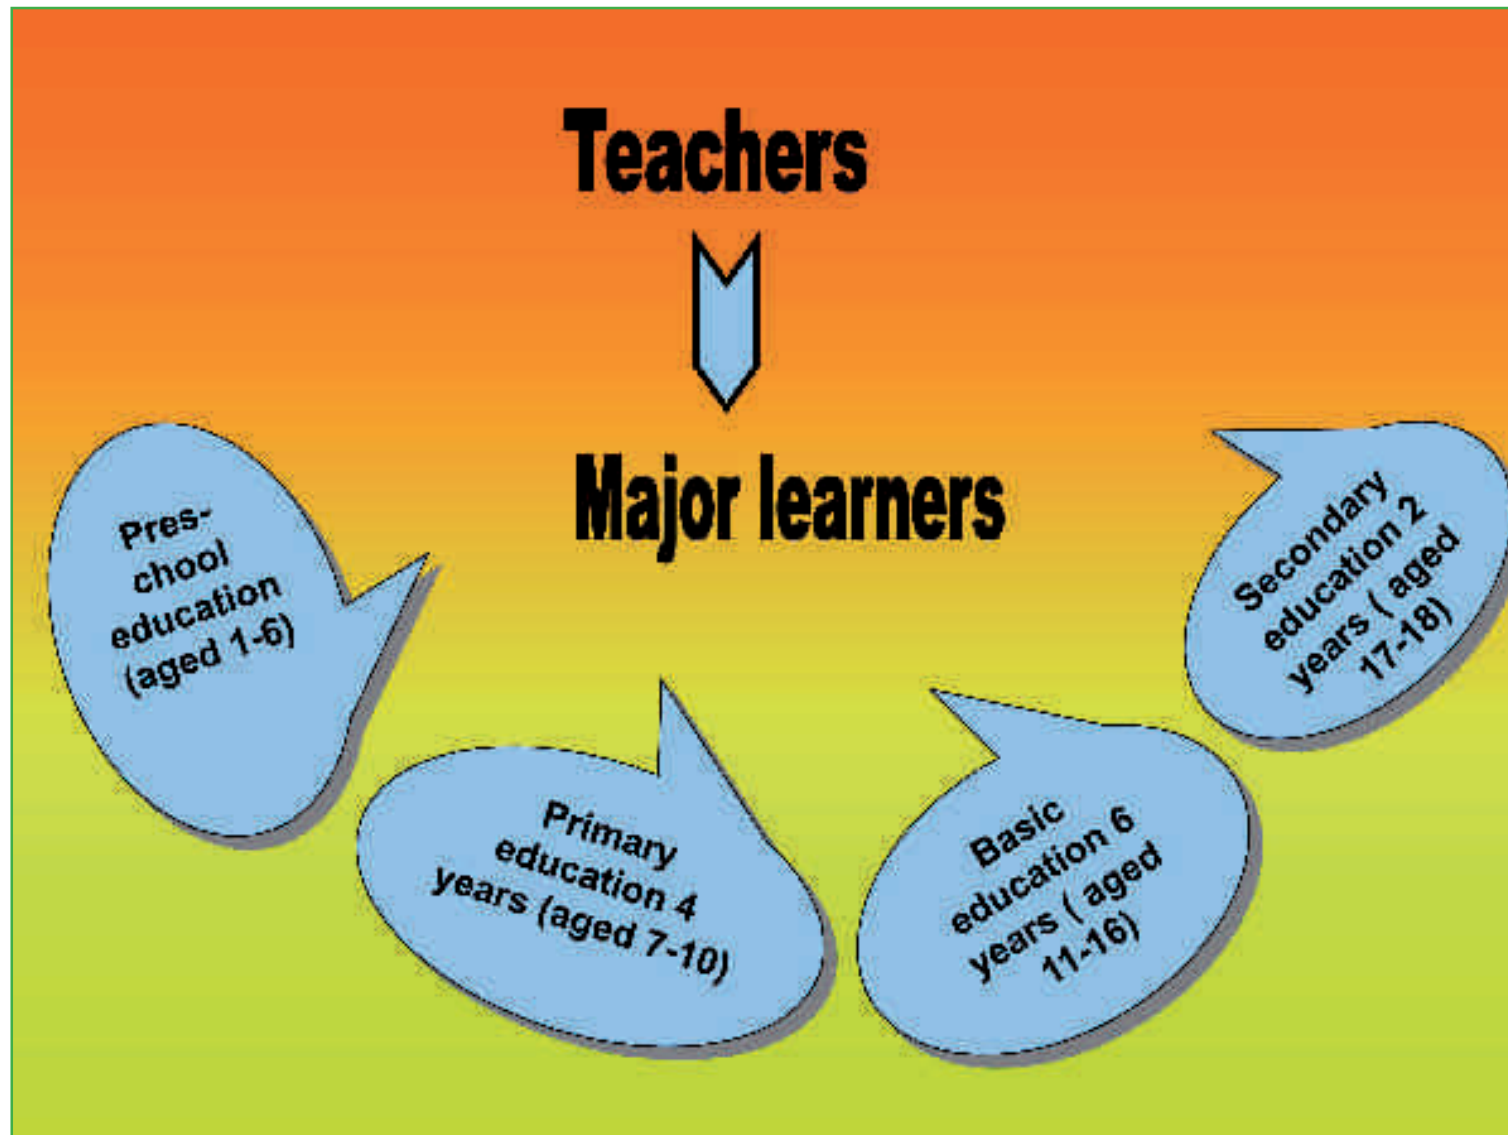 Teachers
Major learners
Pres-
chool
education
(aged 1-6)
Primary
education 4
years (aged 7-10)
Basic
education 6
years ( aged
11-16)
Secondary
education 2
years ( aged
17-18)